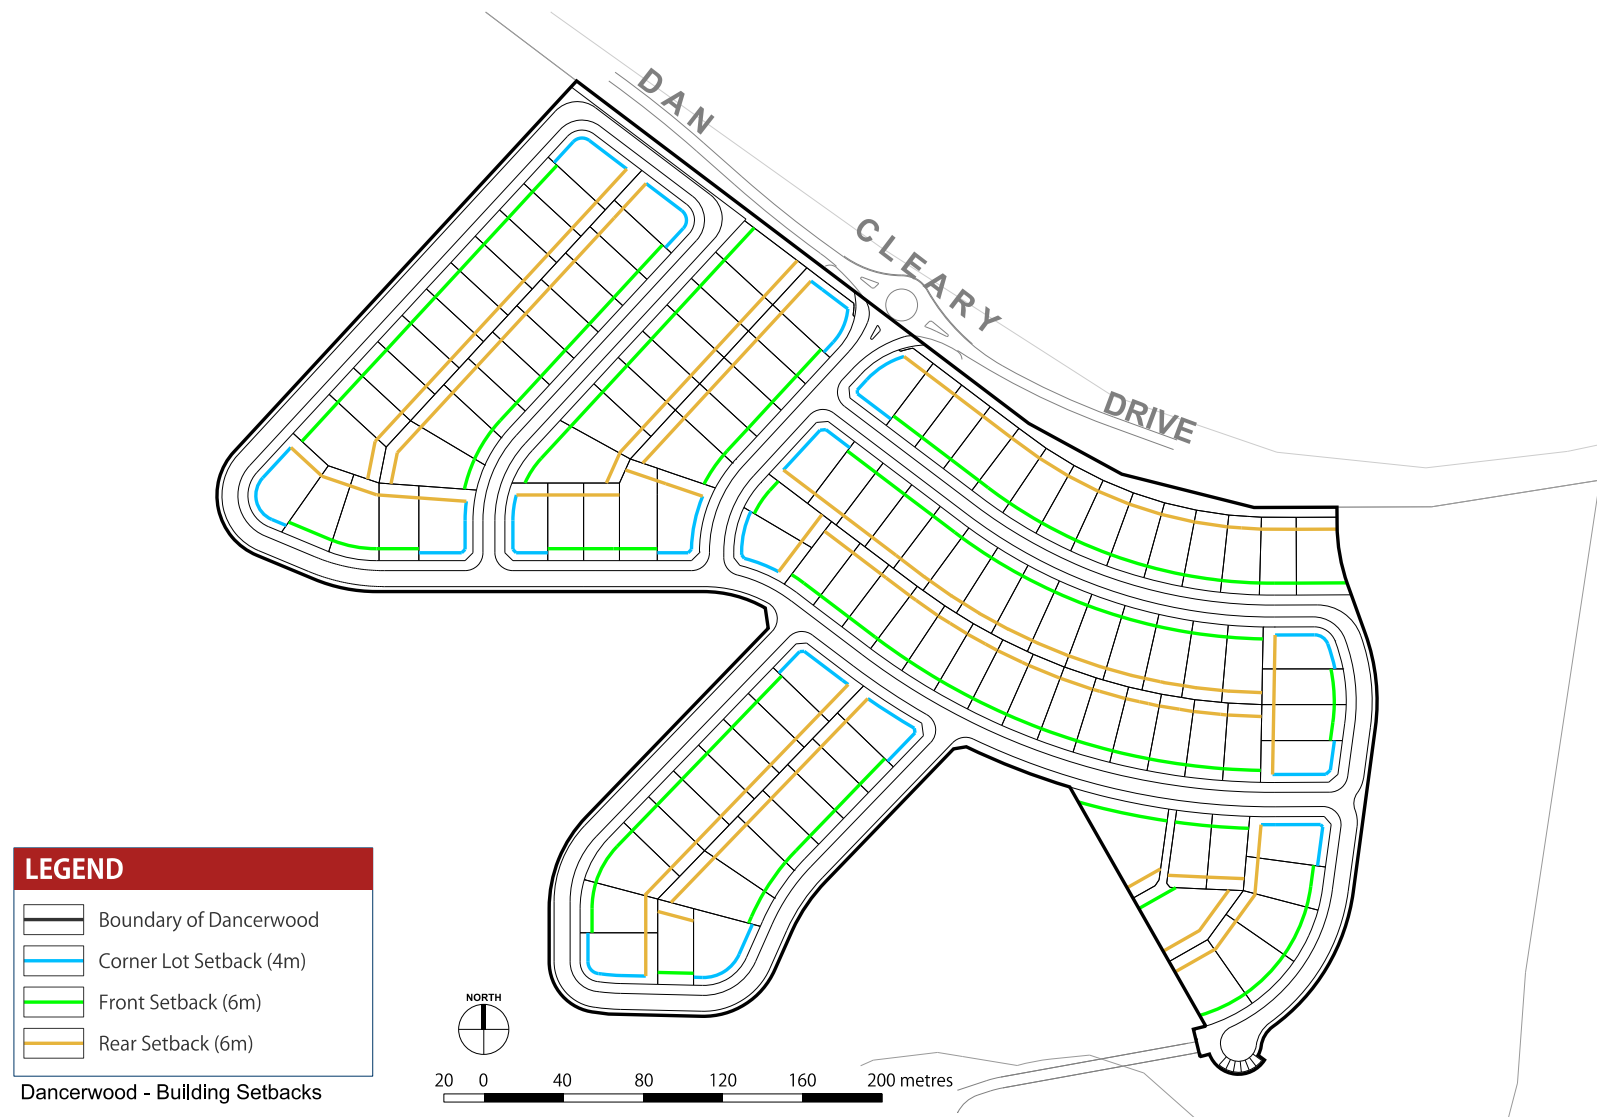 DAN
CLEARY
DRIVE
LEGEND
Boundary of Dancerwood
Corner Lot Setback (4m)
Front Setback (6m)
Rear Setback (6m)
Dancerwood - Building Setbacks
NORTH
20 0 40 80 120 160 200 metres